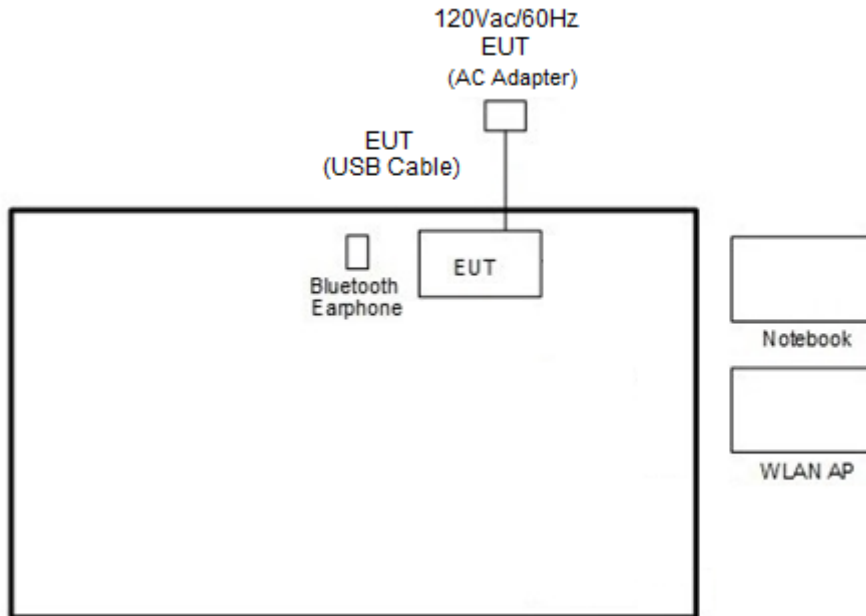 120Vac/60Hz
EUT
(AC Adapter)
EUT
(USB Cable)
EUT
Bluetooth
Earphone
Notebook
WLAN AP